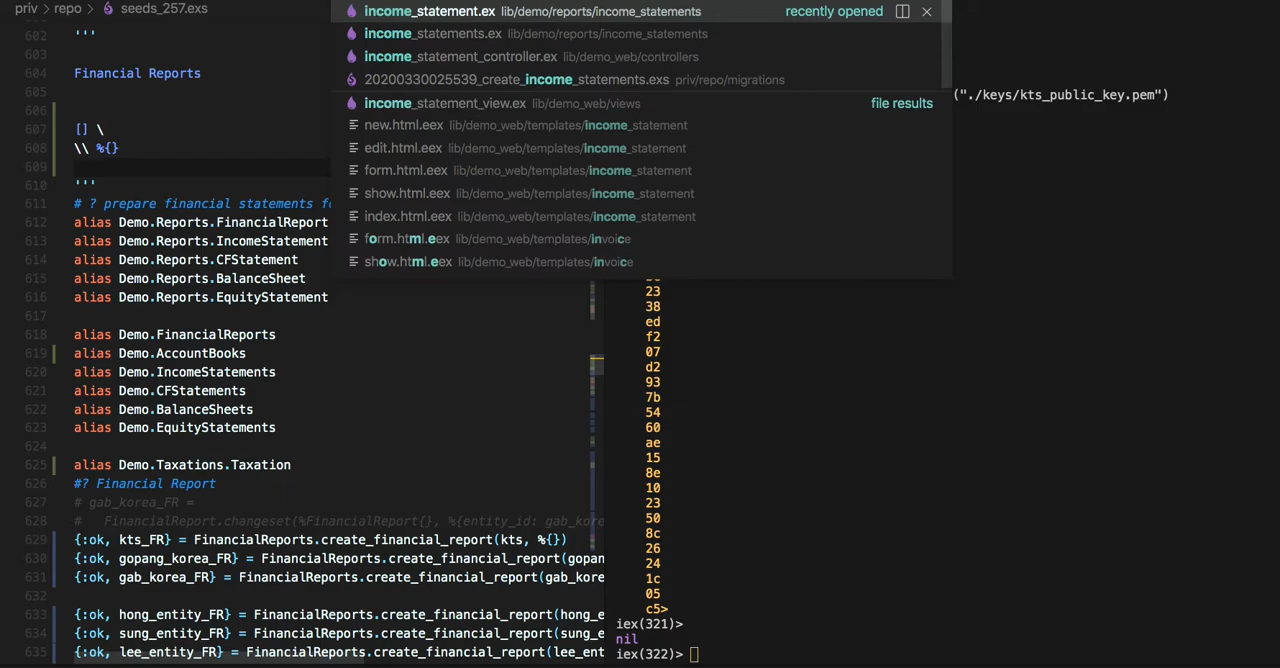 priv > repo > seeds_257.exs
income_statement.ex lib/demo/reports/income_statements recently opened
income_statements.ex lib/demo/reports/income_statements
income_statement_controller.ex lib/demo_web/controllers
20200330025539_create_income_statements.exs priv/repo/migrations
income_statement_view.ex lib/demo_web/views file results
new.html.eex lib/demo_web/templates/income_statement
edit.html.eex lib/demo_web/templates/income_statement
form.html.eex lib/demo_web/templates/income_statement
show.html.eex lib/demo_web/templates/income_statement
index.html.eex lib/demo_web/templates/income_statement
form.html.eex lib/demo_web/templates/invoice
show.html.eex lib/demo_web/templates/invoice
602 '''
603
604 Financial Reports
605
606
607 [] \
608 \\ %{}
609
610 '''
611 # ? prepare financial statements fo
612 alias Demo.Reports.FinancialReport
613 alias Demo.Reports.IncomeStatement
614 alias Demo.Reports.CFStatement
615 alias Demo.Reports.BalanceSheet
616 alias Demo.Reports.EquityStatement
617
618 alias Demo.FinancialReports
619 alias Demo.AccountBooks
620 alias Demo.IncomeStatements
621 alias Demo.CFStatements
622 alias Demo.BalanceSheets
623 alias Demo.EquityStatements
624
625 alias Demo.Taxations.Taxation
626 #? Financial Report
627 # gab_korea_FR =
628 #   FinancialReport.changeset(%FinancialReport{}, %{entity_id: gab_kore
629 {:ok, kts_FR} = FinancialReports.create_financial_report(kts, %{})
630 {:ok, gopang_korea_FR} = FinancialReports.create_financial_report(gopan
631 {:ok, gab_korea_FR} = FinancialReports.create_financial_report(gab_kore
632
633 {:ok, hong_entity_FR} = FinancialReports.create_financial_report(hong_e
634 {:ok, sung_entity_FR} = FinancialReports.create_financial_report(sung_e
635 {:ok, lee_entity_FR} = FinancialReports.create_financial_report(lee_ent
("./keys/kts_public_key.pem")
23
38
ed
f2
07
d2
93
7b
54
60
ae
15
8e
10
23
50
8c
26
24
1c
05
c5>
iex(321)>
nil
iex(322)>